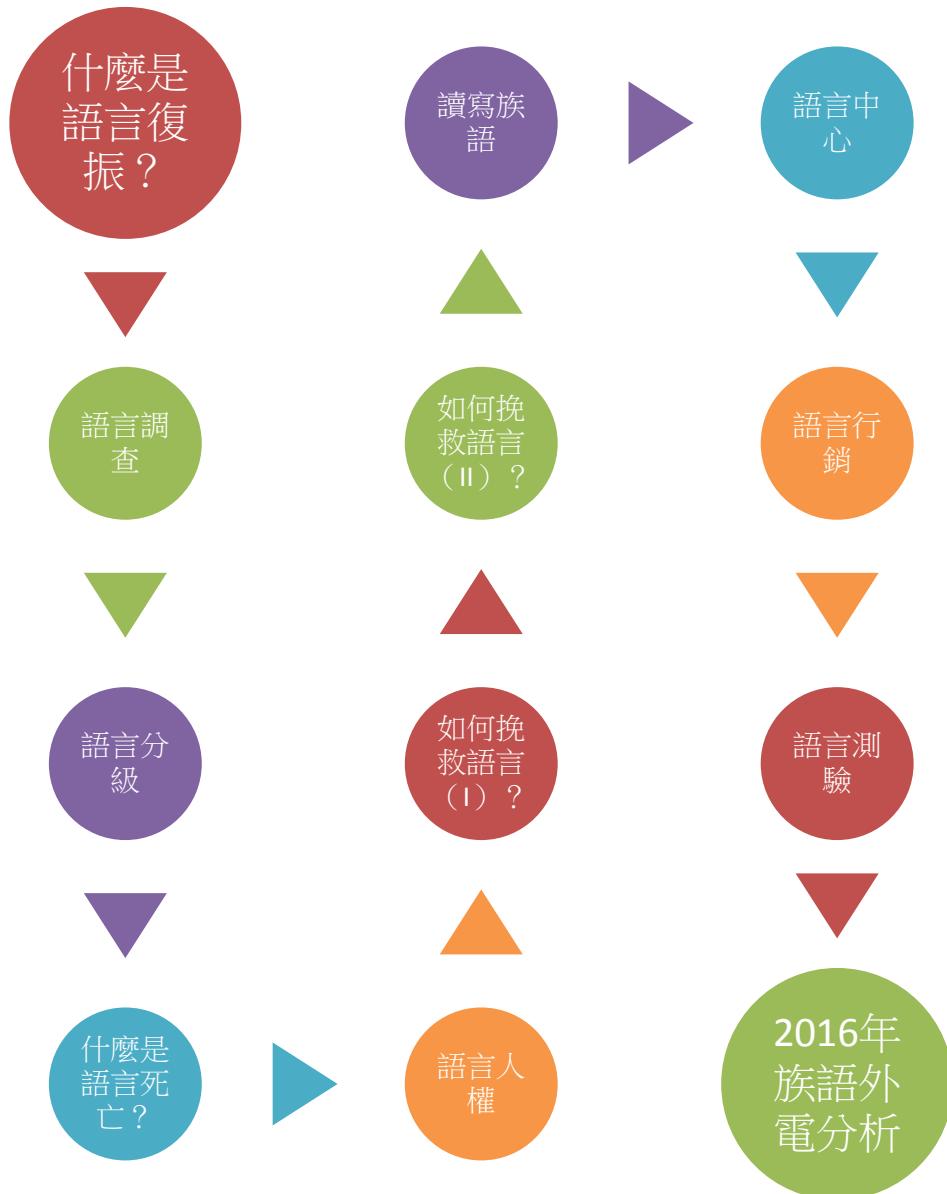 什麼是
語言復
振？
語言調
查
語言分
級
什麼是
語言死
亡？
語言人
權
如何挽
救語言
（I）？
如何挽
救語言
（II）？
讀寫族
語
語言中
心
語言行
銷
語言測
驗
2016年
族語外
電分析